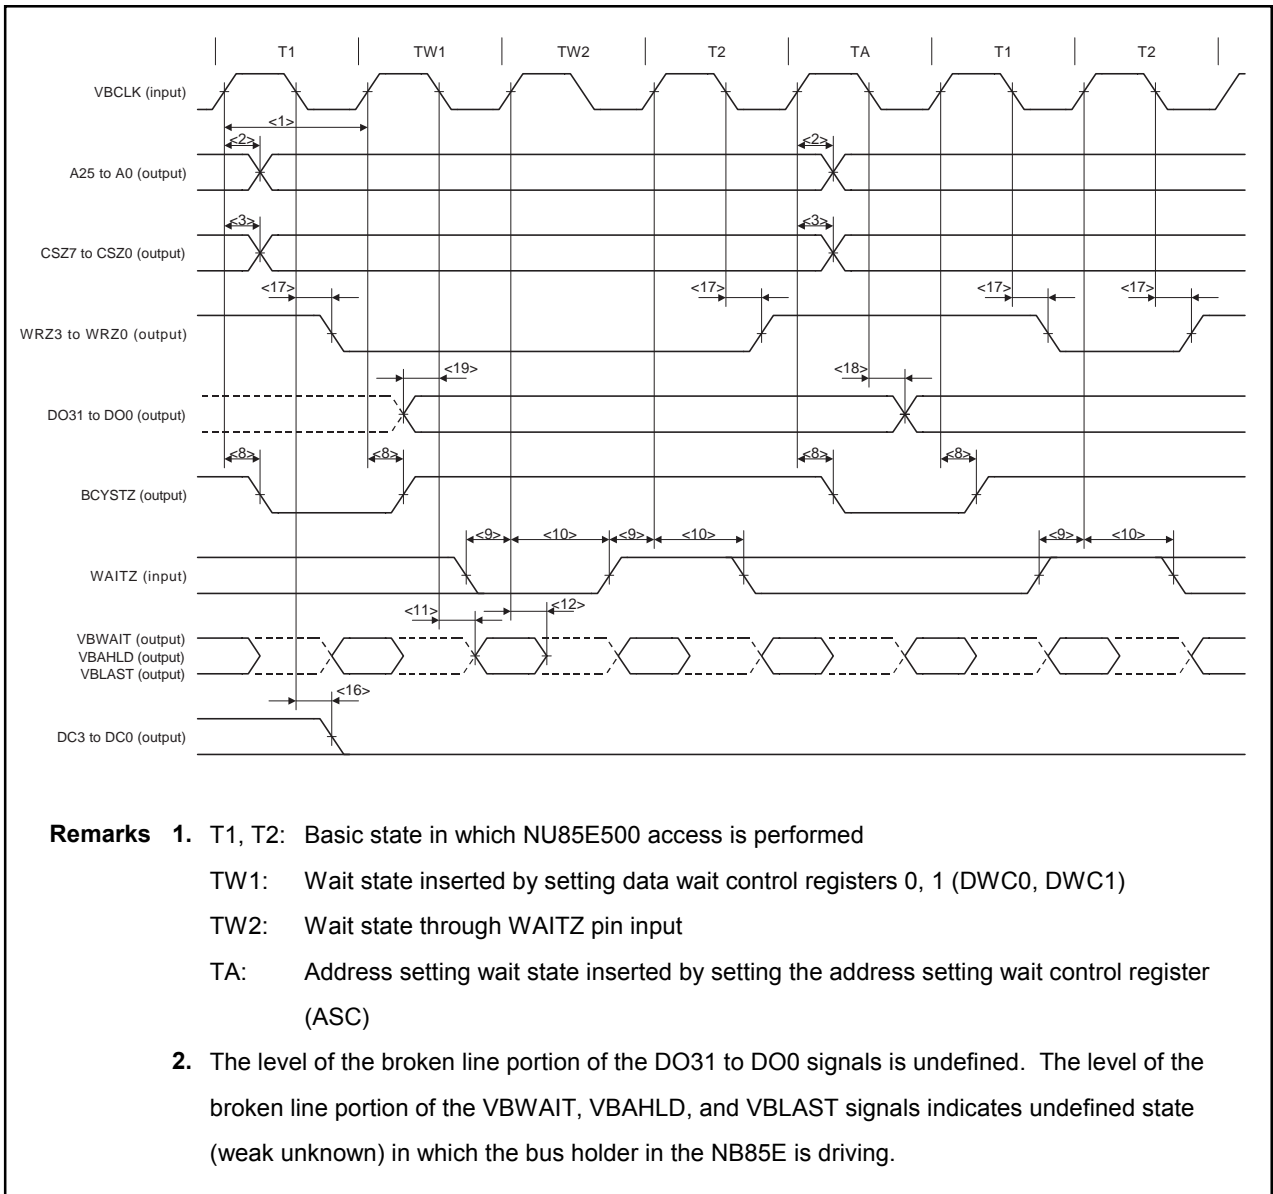 T1 TW1 TW2 T2 TA T1 T2
VBCLK (input)
<1>
<2> <2>
A25 to A0 (output)
<3> <3>
CSZ7 to CSZ0 (output)
<17> <17> <17> <17>
WRZ3 to WRZ0 (output)
<19> <18>
DO31 to DO0 (output)
<8> <8> <8> <8>
BCYSTZ (output)
<9> <10> <9> <10> <9> <10>
WAITZ (input)
<11> <12>
VBWAIT (output)
VBAHLD (output)
VBLAST (output)
<16>
DC3 to DC0 (output)
Remarks 1. T1, T2: Basic state in which NU85E500 access is performed
TW1: Wait state inserted by setting data wait control registers 0, 1 (DWC0, DWC1)
TW2: Wait state through WAITZ pin input
TA: Address setting wait state inserted by setting the address setting wait control register
(ASC)
2. The level of the broken line portion of the DO31 to DO0 signals is undefined. The level of the
broken line portion of the VBWAIT, VBAHLD, and VBLAST signals indicates undefined state
(weak unknown) in which the bus holder in the NB85E is driving.